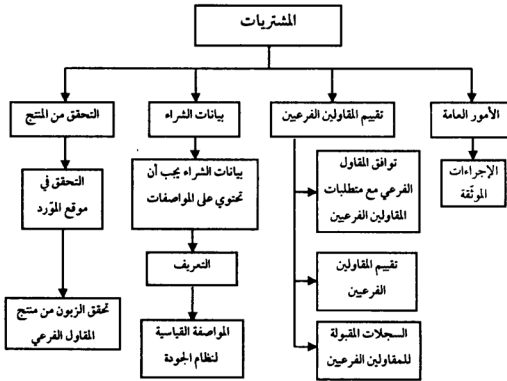 المشتريات
الأمور العامة
تقييم المقاولين الفرعيين
بيانات الشراء
التحقق من المنتج
الإجراءات
الموثّقة
توافق المقاول
الفرعي مع متطلبات
المقاولين الفرعيين
تقييم المقاولين
الفرعيين
السجلات المقبولة
للمقاولين الفرعيين
بيانات الشراء يجب أن
تحتوي على المواصفات
التعريف
المواصفة القياسية
لنظام الجودة
التحقق في
موقع المورّد
تحقق الزبون من منتج
المقاول الفرعي